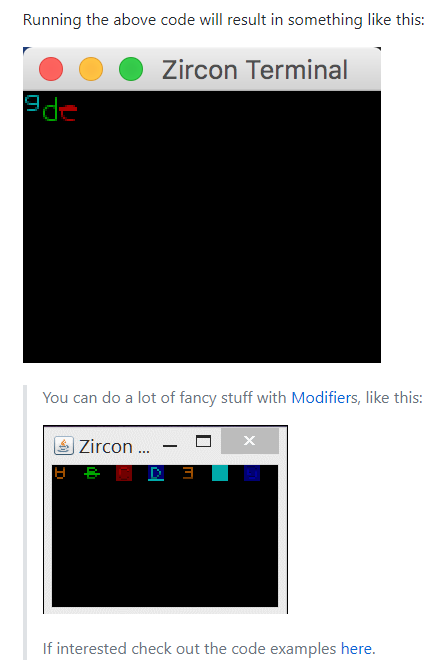 Running the above code will result in something like this:
Zircon Terminal
You can do a lot of fancy stuff with Modifiers, like this:
Zircon ...
∀ B D Ǝ
If interested check out the code examples here.